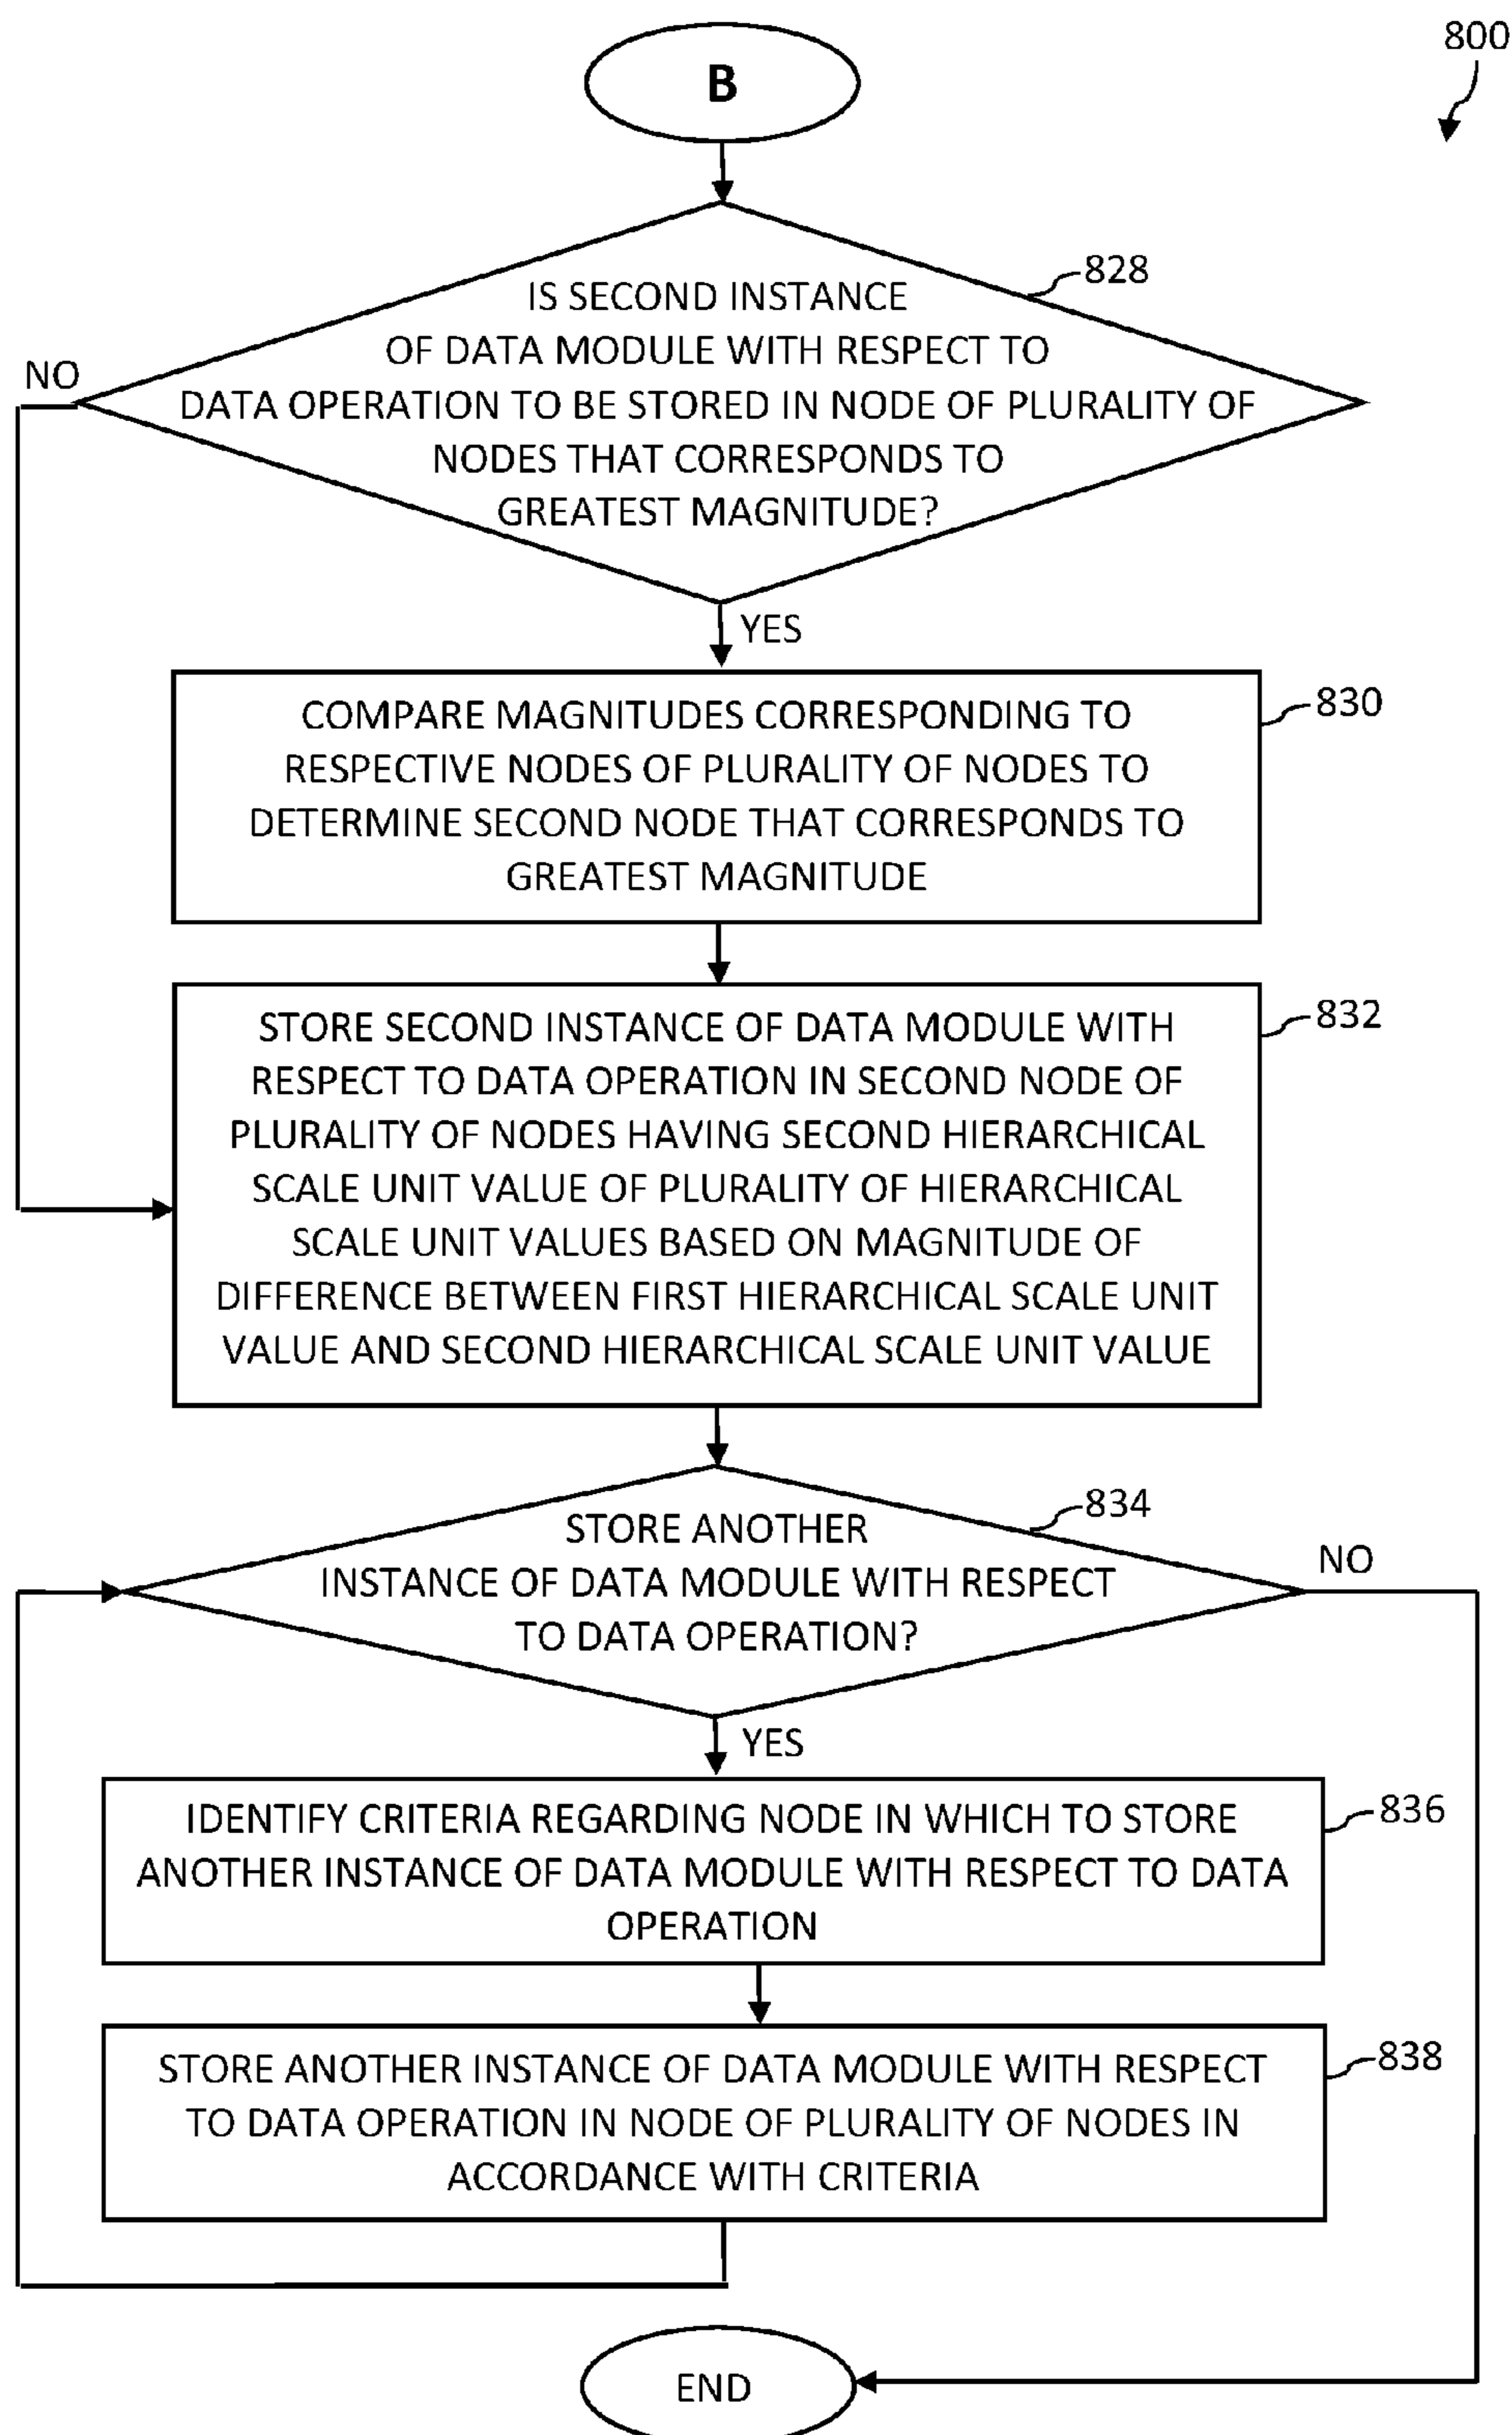 800
B
828
IS SECOND INSTANCE
OF DATA MODULE WITH RESPECT TO
DATA OPERATION TO BE STORED IN NODE OF PLURALITY OF
NODES THAT CORRESPONDS TO
GREATEST MAGNITUDE?
NO
YES
830
COMPARE MAGNITUDES CORRESPONDING TO
RESPECTIVE NODES OF PLURALITY OF NODES TO
DETERMINE SECOND NODE THAT CORRESPONDS TO
GREATEST MAGNITUDE
832
STORE SECOND INSTANCE OF DATA MODULE WITH
RESPECT TO DATA OPERATION IN SECOND NODE OF
PLURALITY OF NODES HAVING SECOND HIERARCHICAL
SCALE UNIT VALUE OF PLURALITY OF HIERARCHICAL
SCALE UNIT VALUES BASED ON MAGNITUDE OF
DIFFERENCE BETWEEN FIRST HIERARCHICAL SCALE UNIT
VALUE AND SECOND HIERARCHICAL SCALE UNIT VALUE
834
STORE ANOTHER
INSTANCE OF DATA MODULE WITH RESPECT
TO DATA OPERATION?
NO
YES
836
IDENTIFY CRITERIA REGARDING NODE IN WHICH TO STORE
ANOTHER INSTANCE OF DATA MODULE WITH RESPECT TO DATA
OPERATION
838
STORE ANOTHER INSTANCE OF DATA MODULE WITH RESPECT
TO DATA OPERATION IN NODE OF PLURALITY OF NODES IN
ACCORDANCE WITH CRITERIA
END